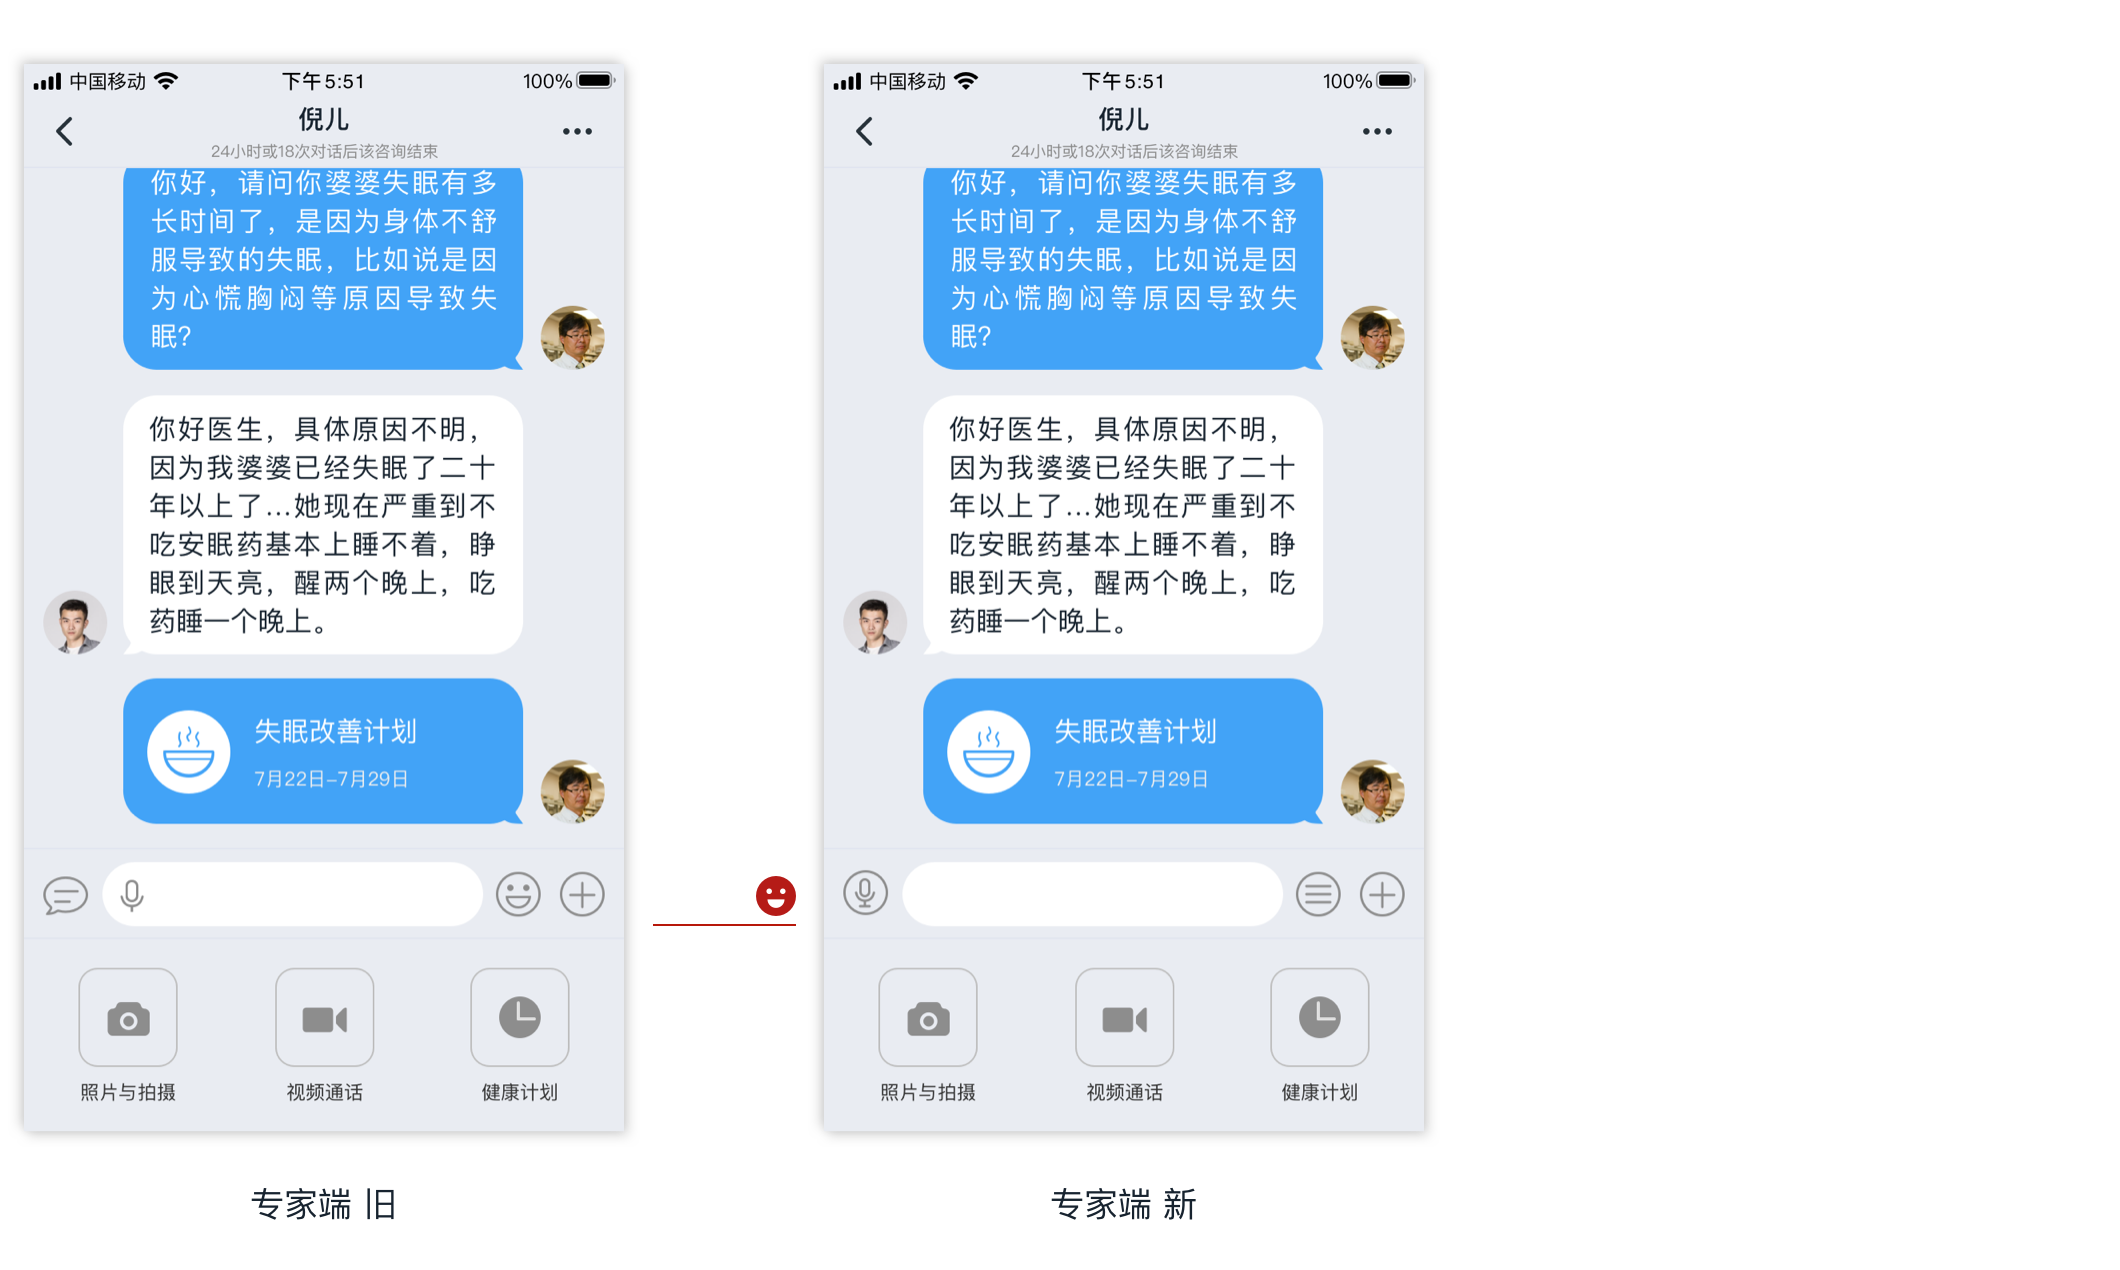 中国移动 下午5:51 100%
倪儿
24小时或18次对话后该咨询结束
你好，请问你婆婆失眠有多
长时间了，是因为身体不舒
服导致的失眠，比如说是因
为心慌胸闷等原因导致失
眠?
你好医生，具体原因不明，
因为我婆婆已经失眠了二十
年以上了...她现在严重到不
吃安眠药基本上睡不着，睁
眼到天亮，醒两个晚上，吃
药睡一个晚上。
失眠改善计划
7月22日-7月29日
照片与拍摄 视频通话 健康计划
专家端 旧
中国移动 下午5:51 100%
倪儿
24小时或18次对话后该咨询结束
你好，请问你婆婆失眠有多
长时间了，是因为身体不舒
服导致的失眠，比如说是因
为心慌胸闷等原因导致失
眠?
你好医生，具体原因不明，
因为我婆婆已经失眠了二十
年以上了...她现在严重到不
吃安眠药基本上睡不着，睁
眼到天亮，醒两个晚上，吃
药睡一个晚上。
失眠改善计划
7月22日-7月29日
照片与拍摄 视频通话 健康计划
专家端 新